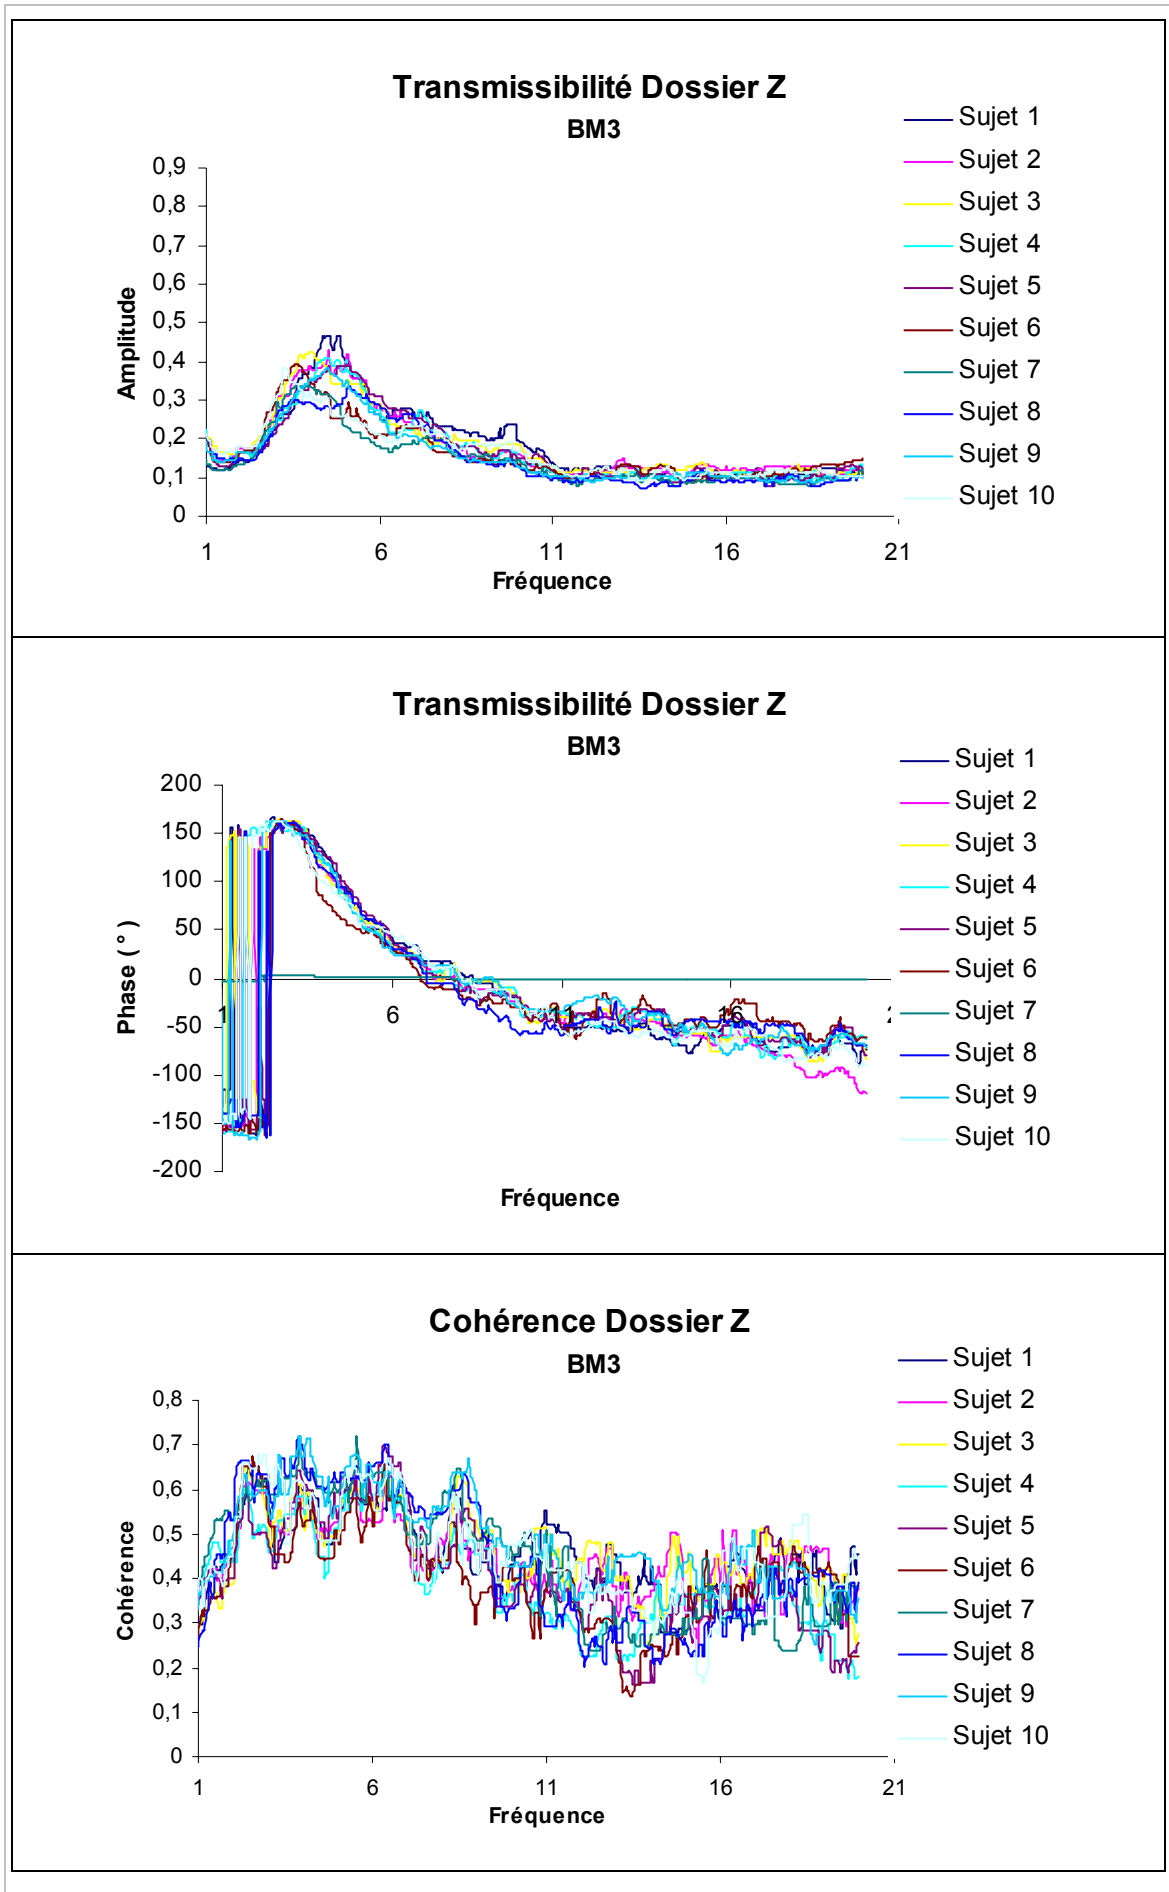 Transmissibilité Dossier Z
BM3
Amplitude
0,9
0,8
0,7
0,6
0,5
0,4
0,3
0,2
0,1
0
1 6 11 16 21
Fréquence
Sujet 1
Sujet 2
Sujet 3
Sujet 4
Sujet 5
Sujet 6
Sujet 7
Sujet 8
Sujet 9
Sujet 10
Transmissibilité Dossier Z
BM3
Phase ( ° )
200
150
100
50
0
-50
-100
-150
-200
1 6 11 16
Fréquence
Sujet 1
Sujet 2
Sujet 3
Sujet 4
Sujet 5
Sujet 6
Sujet 7
Sujet 8
Sujet 9
Sujet 10
Cohérence Dossier Z
BM3
Cohérence
0,8
0,7
0,6
0,5
0,4
0,3
0,2
0,1
0
1 6 11 16 21
Fréquence
Sujet 1
Sujet 2
Sujet 3
Sujet 4
Sujet 5
Sujet 6
Sujet 7
Sujet 8
Sujet 9
Sujet 10